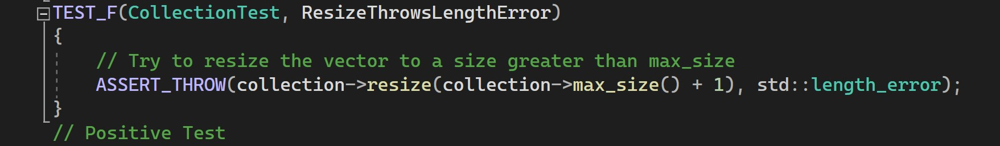 TEST_F(CollectionTest, ResizeThrowsLengthError)
{
    // Try to resize the vector to a size greater than max_size
    ASSERT_THROW(collection->resize(collection->max_size() + 1), std::length_error);
}
// Positive Test